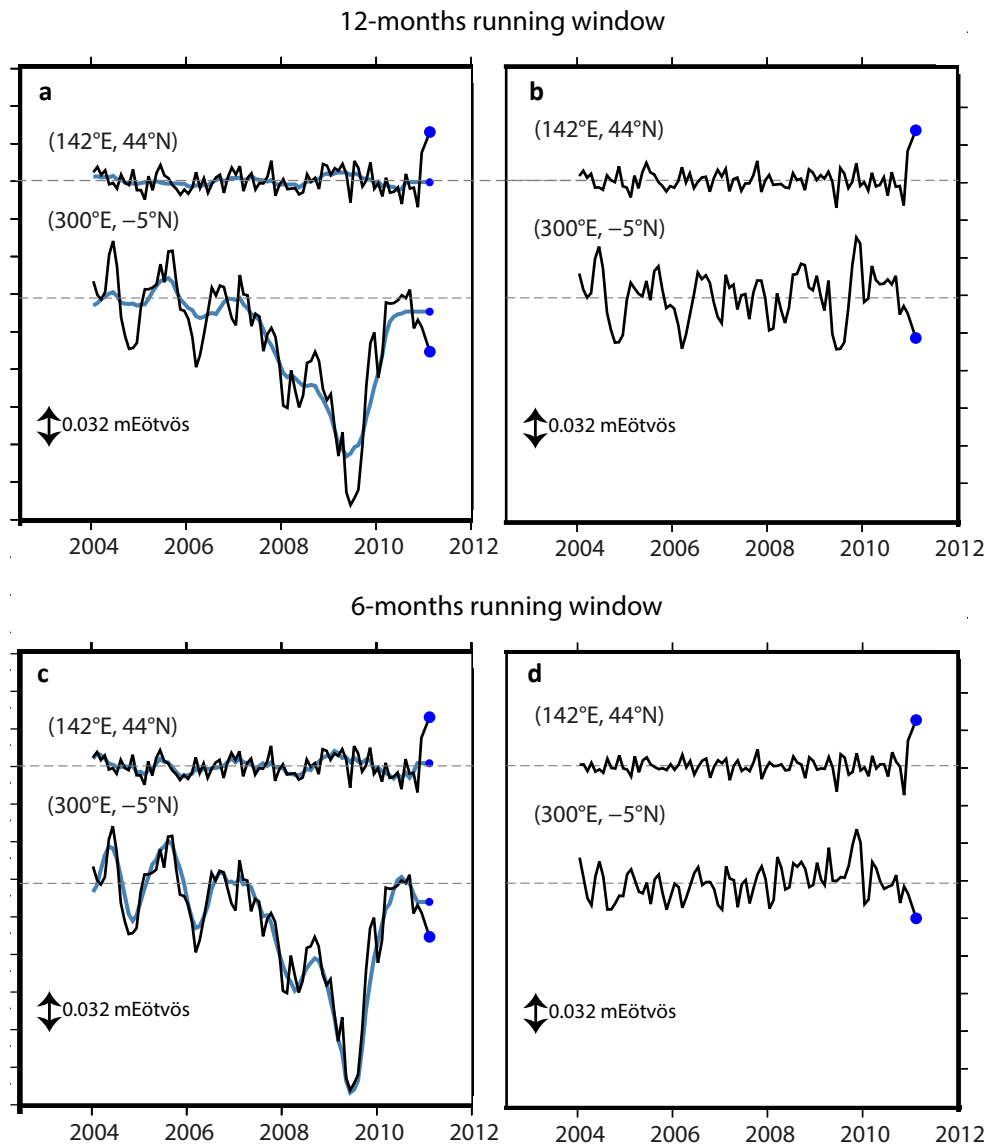 12-months running window
a
(142°E, 44°N)
(300°E, −5°N)
0.032 mEötvös
2004 2006 2008 2010 2012
b
(142°E, 44°N)
(300°E, −5°N)
0.032 mEötvös
2004 2006 2008 2010 2012
6-months running window
c
(142°E, 44°N)
(300°E, −5°N)
0.032 mEötvös
2004 2006 2008 2010 2012
d
(142°E, 44°N)
(300°E, −5°N)
0.032 mEötvös
2004 2006 2008 2010 2012